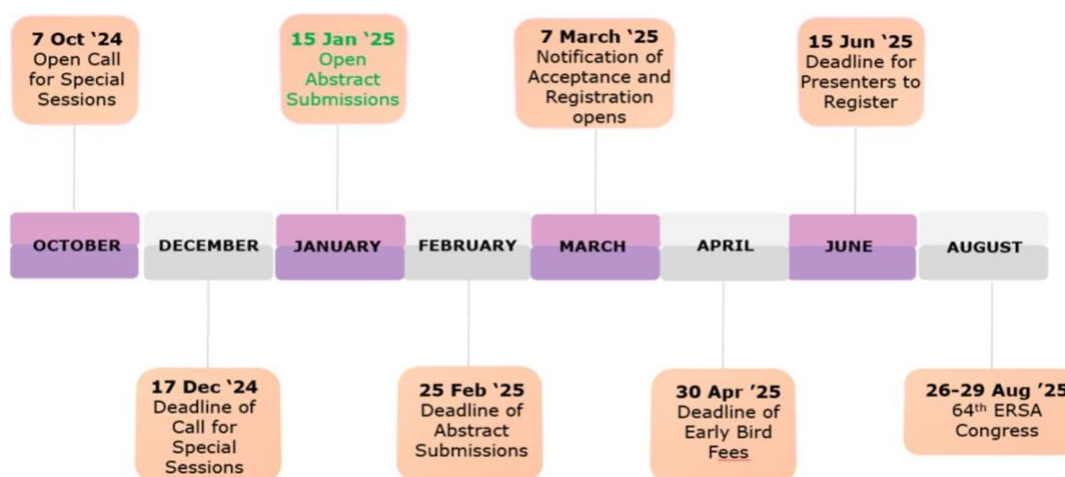 7 Oct ‘24
Open Call
for Special
Sessions
15 Jan ‘25
Open
Abstract
Submissions
7 March ‘25
Notification of
Acceptance and
Registration
opens
15 Jun ‘25
Deadline for
Presenters to
Register
OCTOBER
DECEMBER
JANUARY
FEBRUARY
MARCH
APRIL
JUNE
AUGUST
17 Dec ‘24
Deadline of
Call for
Special
Sessions
25 Feb ‘25
Deadline of
Abstract
Submissions
30 Apr ’25
Deadline of
Early Bird
Fees
26-29 Aug ’25
64th ERSA
Congress